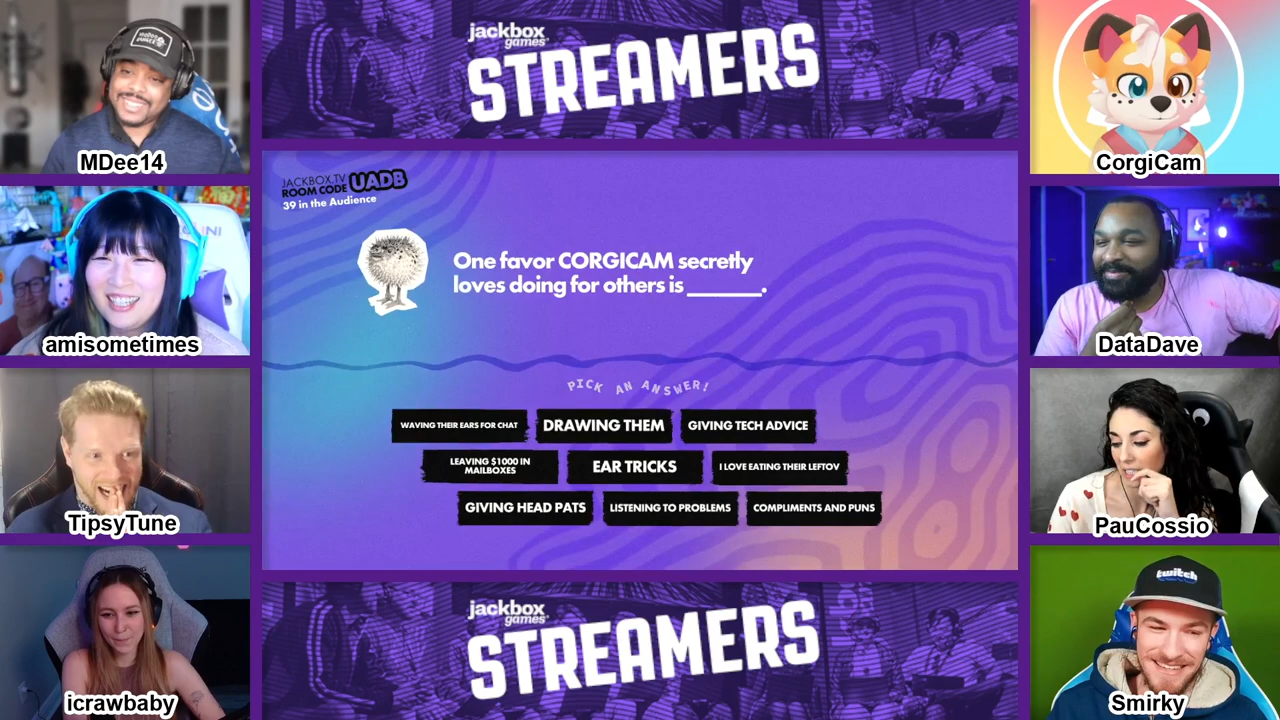 jackbox
games
STREAMERS
MDee14
CorgiCam
JACKBOX.TV
ROOM CODE UADB
39 in the Audience
One favor CORGICAM secretly
loves doing for others is ______.
amisometimes
DataDave
PICK AN ANSWER!
WAVING THEIR EARS FOR CHAT
DRAWING THEM
GIVING TECH ADVICE
LEAVING $1000 IN
MAILBOXES
EAR TRICKS
I LOVE EATING THEIR LEFTOV
GIVING HEAD PATS
LISTENING TO PROBLEMS
COMPLIMENTS AND PUNS
TipsyTune
PauCossio
twitch
jackbox
games
STREAMERS
icrawbaby
Smirky